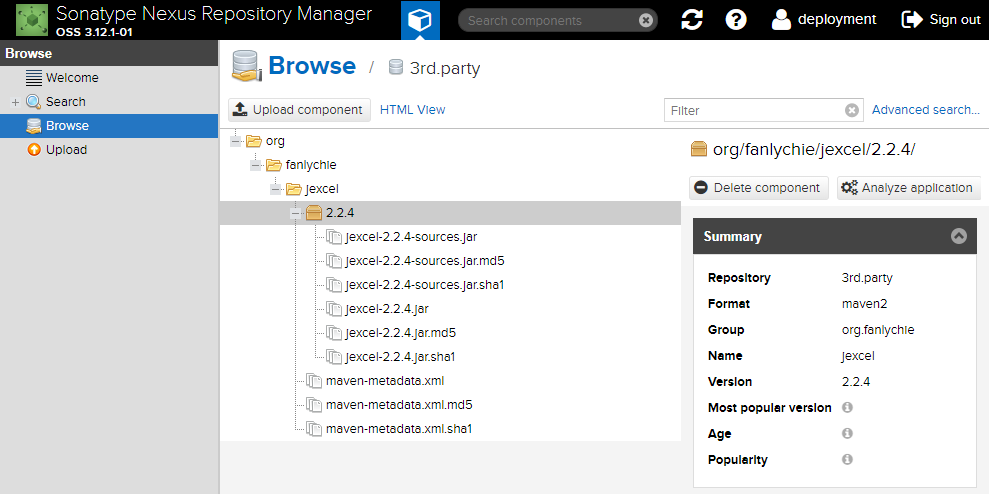 Sonatype Nexus Repository Manager
OSS 3.12.1-01
Search components
deployment
Sign out
Browse
Welcome
Search
Browse
Upload
Browse / 3rd.party
Upload component
HTML View
Filter
Advanced search...
org
fanlychie
jexcel
2.2.4
jexcel-2.2.4-sources.jar
jexcel-2.2.4-sources.jar.md5
jexcel-2.2.4-sources.jar.sha1
jexcel-2.2.4.jar
jexcel-2.2.4.jar.md5
jexcel-2.2.4.jar.sha1
maven-metadata.xml
maven-metadata.xml.md5
maven-metadata.xml.sha1
org/fanlychie/jexcel/2.2.4/
Delete component
Analyze application
Summary
Repository 3rd.party
Format maven2
Group org.fanlychie
Name jexcel
Version 2.2.4
Most popular version
Age
Popularity